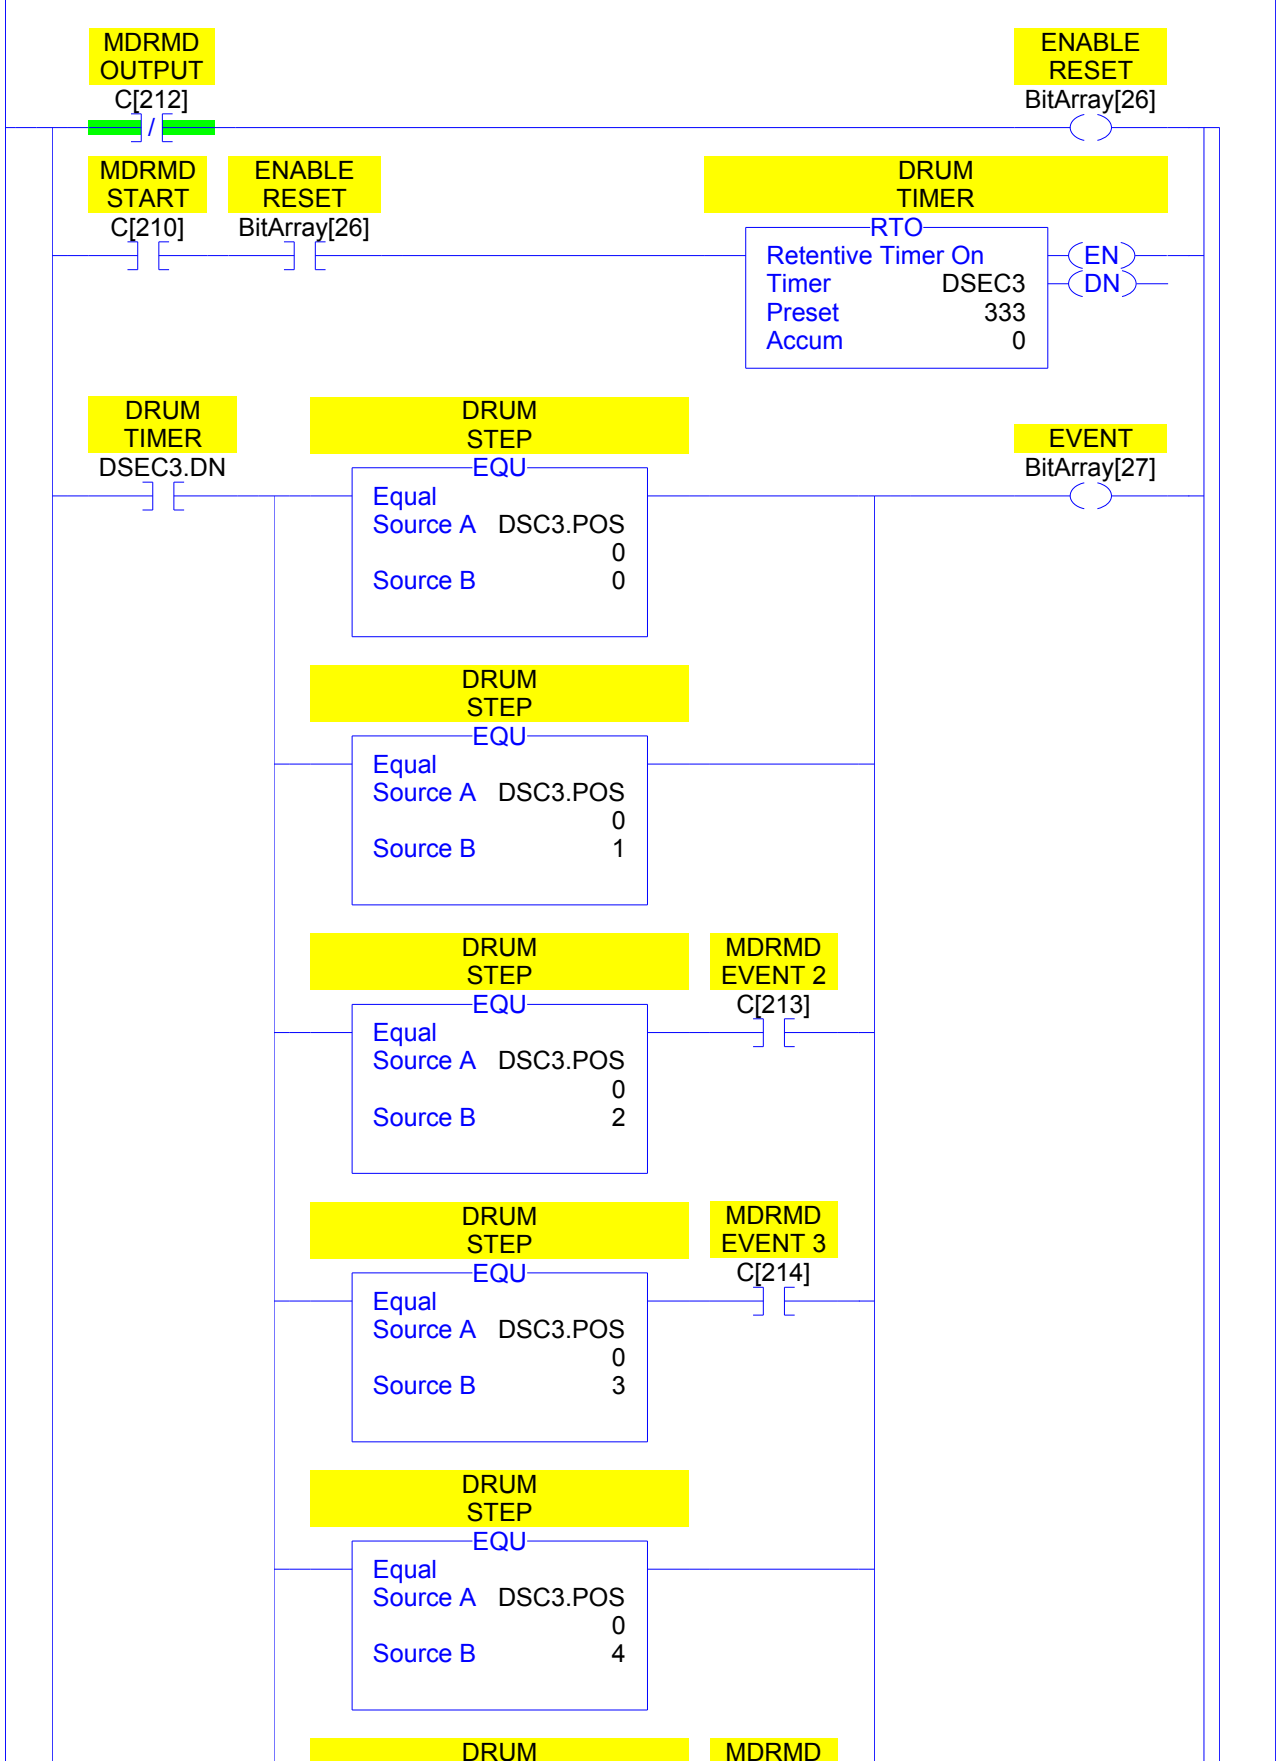 MDRMD
OUTPUT
C[212]
/
ENABLE
RESET
BitArray[26]
MDRMD
START
C[210]
ENABLE
RESET
BitArray[26]
DRUM
TIMER
RTO
Retentive Timer On
Timer DSEC3
Preset 333
Accum 0
EN
DN
DRUM
TIMER
DSEC3.DN
DRUM
STEP
EQU
Equal
Source A DSC3.POS
0
Source B 0
EVENT
BitArray[27]
DRUM
STEP
EQU
Equal
Source A DSC3.POS
0
Source B 1
DRUM
STEP
EQU
Equal
Source A DSC3.POS
0
Source B 2
MDRMD
EVENT 2
C[213]
DRUM
STEP
EQU
Equal
Source A DSC3.POS
0
Source B 3
MDRMD
EVENT 3
C[214]
DRUM
STEP
EQU
Equal
Source A DSC3.POS
0
Source B 4
DRUM
MDRMD